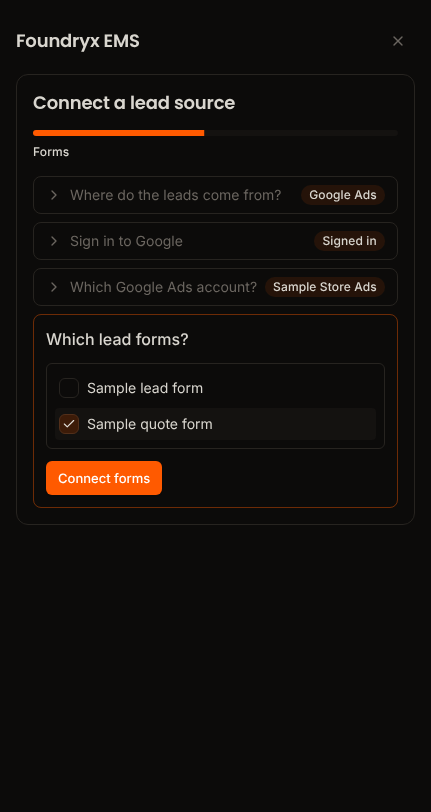 Foundryx EMS
Connect a lead source
Forms
Where do the leads come from? Google Ads
Sign in to Google Signed in
Which Google Ads account? Sample Store Ads
Which lead forms?
Sample lead form
Sample quote form
Connect forms